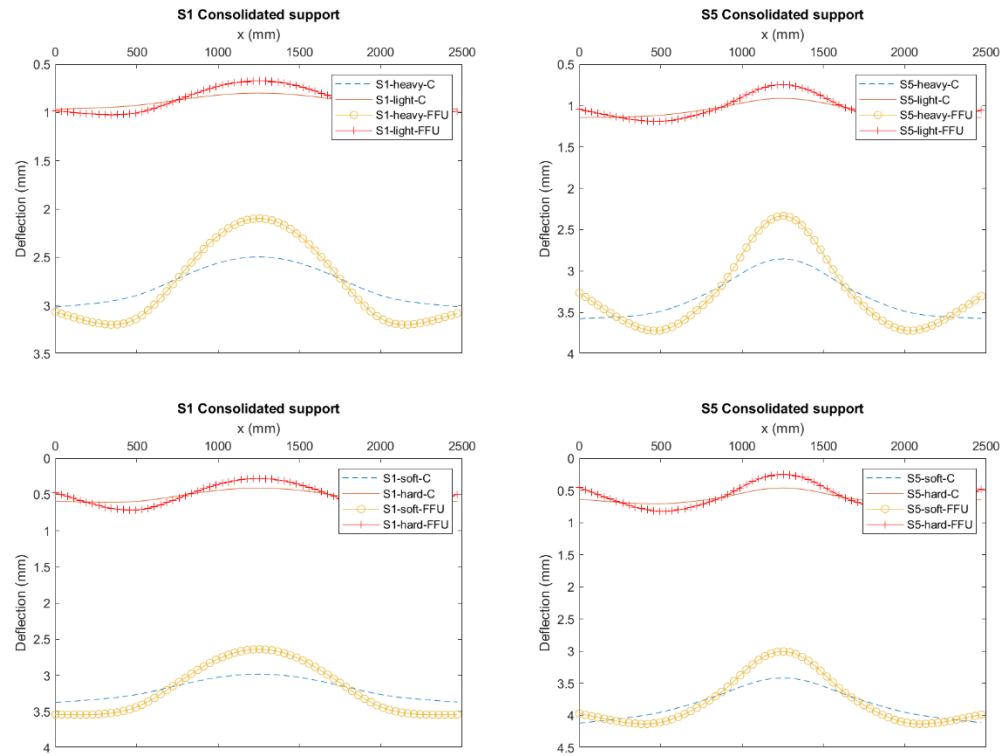 S1 Consolidated support
x (mm)
0 500 1000 1500 2000 2500
0.5
1
1.5
2
2.5
3
3.5
Deflection (mm)
S1-heavy-C
S1-light-C
S1-heavy-FFU
S1-light-FFU
S5 Consolidated support
x (mm)
0 500 1000 1500 2000 2500
0.5
1
1.5
2
2.5
3
3.5
4
Deflection (mm)
S5-heavy-C
S5-light-C
S5-heavy-FFU
S5-light-FFU
S1 Consolidated support
x (mm)
0 500 1000 1500 2000 2500
0
0.5
1
1.5
2
2.5
3
3.5
4
Deflection (mm)
S1-soft-C
S1-hard-C
S1-soft-FFU
S1-hard-FFU
S5 Consolidated support
x (mm)
0 500 1000 1500 2000 2500
0
0.5
1
1.5
2
2.5
3
3.5
4
4.5
Deflection (mm)
S5-soft-C
S5-hard-C
S5-soft-FFU
S5-hard-FFU